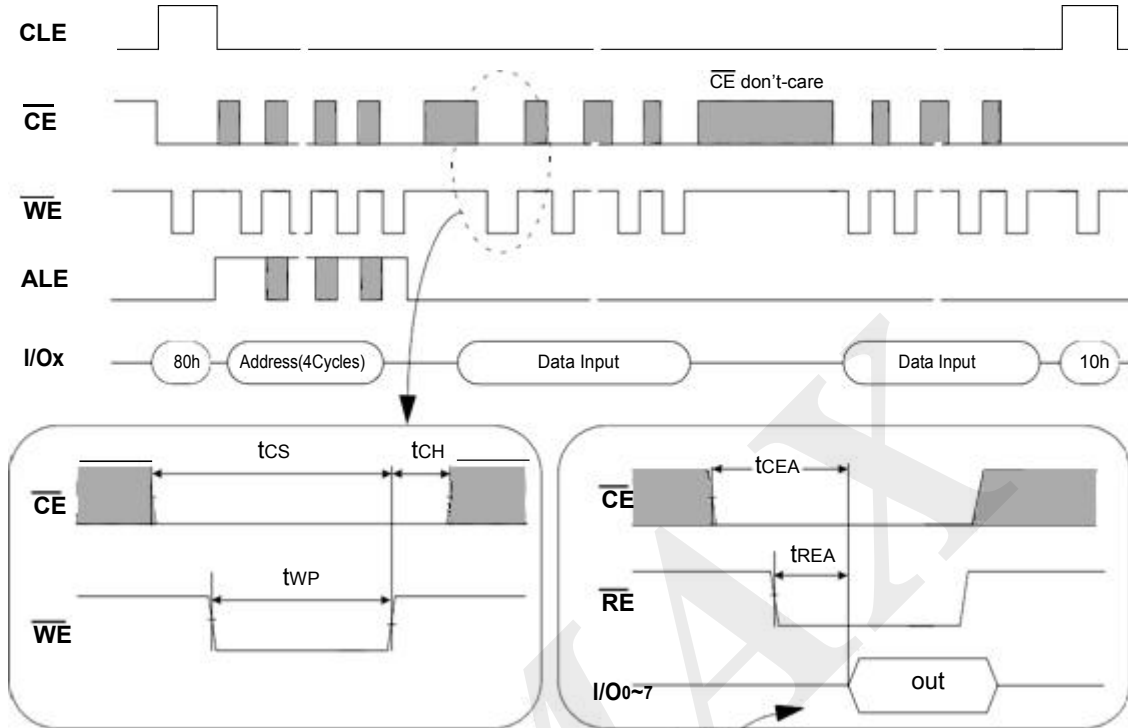 CLE
CE don't-care
CE
WE
ALE
I/Ox 80h Address(4Cycles) Data Input Data Input 10h
tCS tCH
CE
tWP
WE
tCEA
CE
tREA
RE
I/O0~7 out
MAX